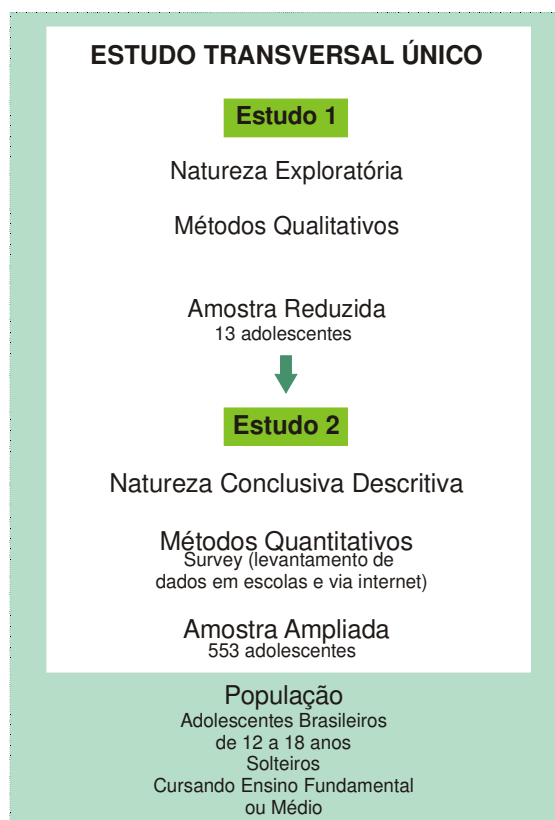 ESTUDO TRANSVERSAL ÚNICO
Estudo 1
Natureza Exploratória
Métodos Qualitativos
Amostra Reduzida
13 adolescentes
Estudo 2
Natureza Conclusiva Descritiva
Métodos Quantitativos
Survey (levantamento de
dados em escolas e via internet)
Amostra Ampliada
553 adolescentes
População
Adolescentes Brasileiros
de 12 a 18 anos
Solteiros
Cursando Ensino Fundamental
ou Médio